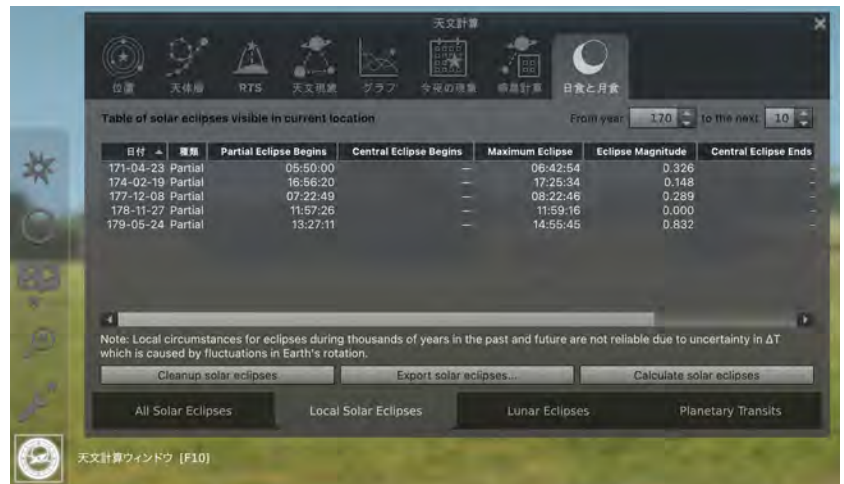 天文計算
位置 天体暦 RTS 天文現象 グラフ 今夜の現象 暦息計算 日食と月食
Table of solar eclipses visible in current location From year 170 to the next 10
日付 種類 Partial Eclipse Begins Central Eclipse Begins Maximum Eclipse Eclipse Magnitude Central Eclipse Ends
171-04-23 Partial 05:50:00 — 06:42:54 0.326 —
174-02-19 Partial 16:56:20 — 17:25:34 0.148 —
177-12-08 Partial 07:22:49 — 08:22:46 0.289 —
178-11-27 Partial 11:57:26 — 11:59:16 0.000 —
179-05-24 Partial 13:27:11 — 14:55:45 0.832 —
Note: Local circumstances for eclipses during thousands of years in the past and future are not reliable due to uncertainty in ΔT
which is caused by fluctuations in Earth's rotation.
Cleanup solar eclipses Export solar eclipses... Calculate solar eclipses
All Solar Eclipses Local Solar Eclipses Lunar Eclipses Planetary Transits
天文計算ウィンドウ [F10]